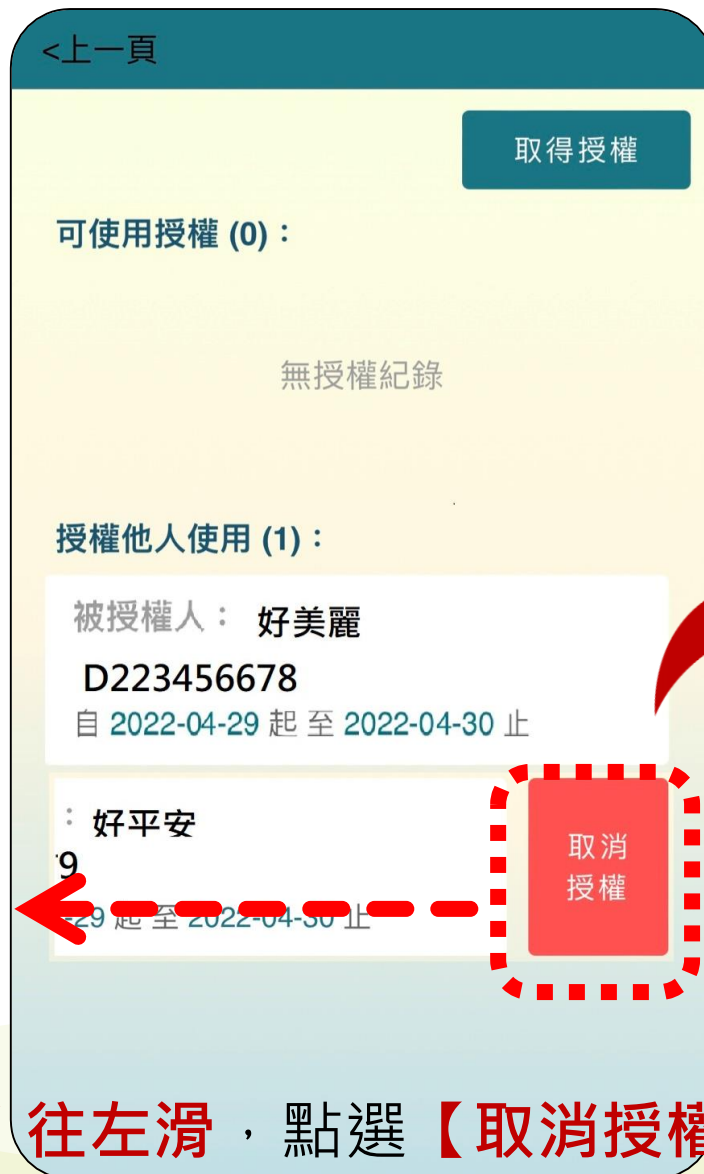 <上一頁
取得授權
可使用授權 (0)：
無授權紀錄
授權他人使用 (1)：
被授權人： 好美麗
D223456678
自 2022-04-29 起 至 2022-04-30 止
：好平安
9
-29 起 至 2022-04-30 止
取消
授權
往左滑，點選【取消授權